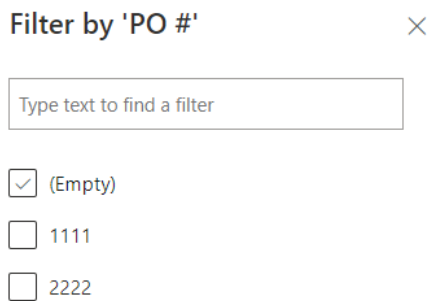 Filter by 'PO #'
Type text to find a filter
(Empty)
1111
2222